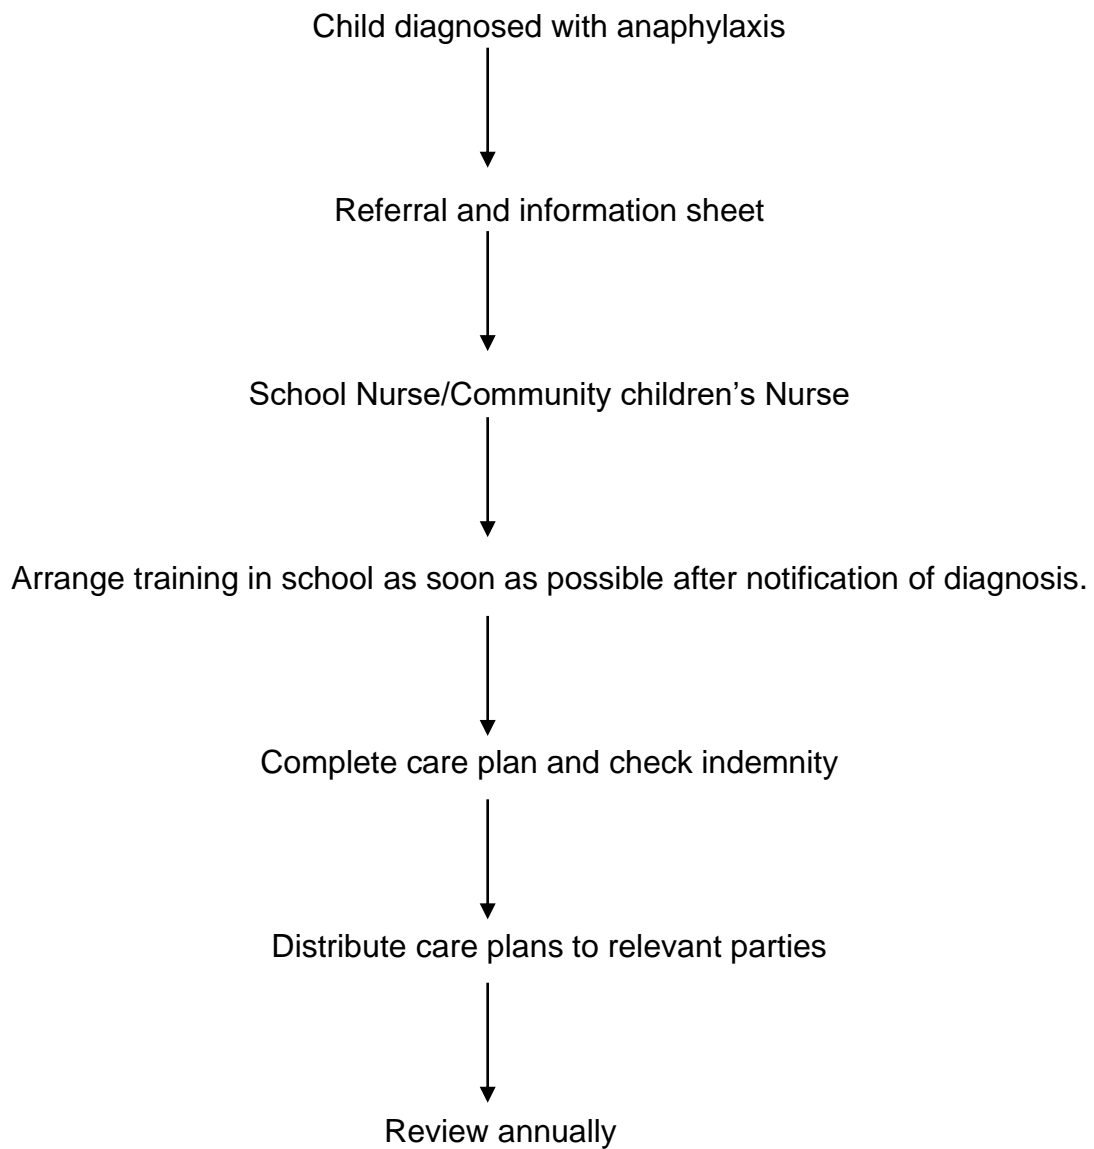 Child diagnosed with anaphylaxis
Referral and information sheet
School Nurse/Community children's Nurse
Arrange training in school as soon as possible after notification of diagnosis.
Complete care plan and check indemnity
Distribute care plans to relevant parties
Review annually